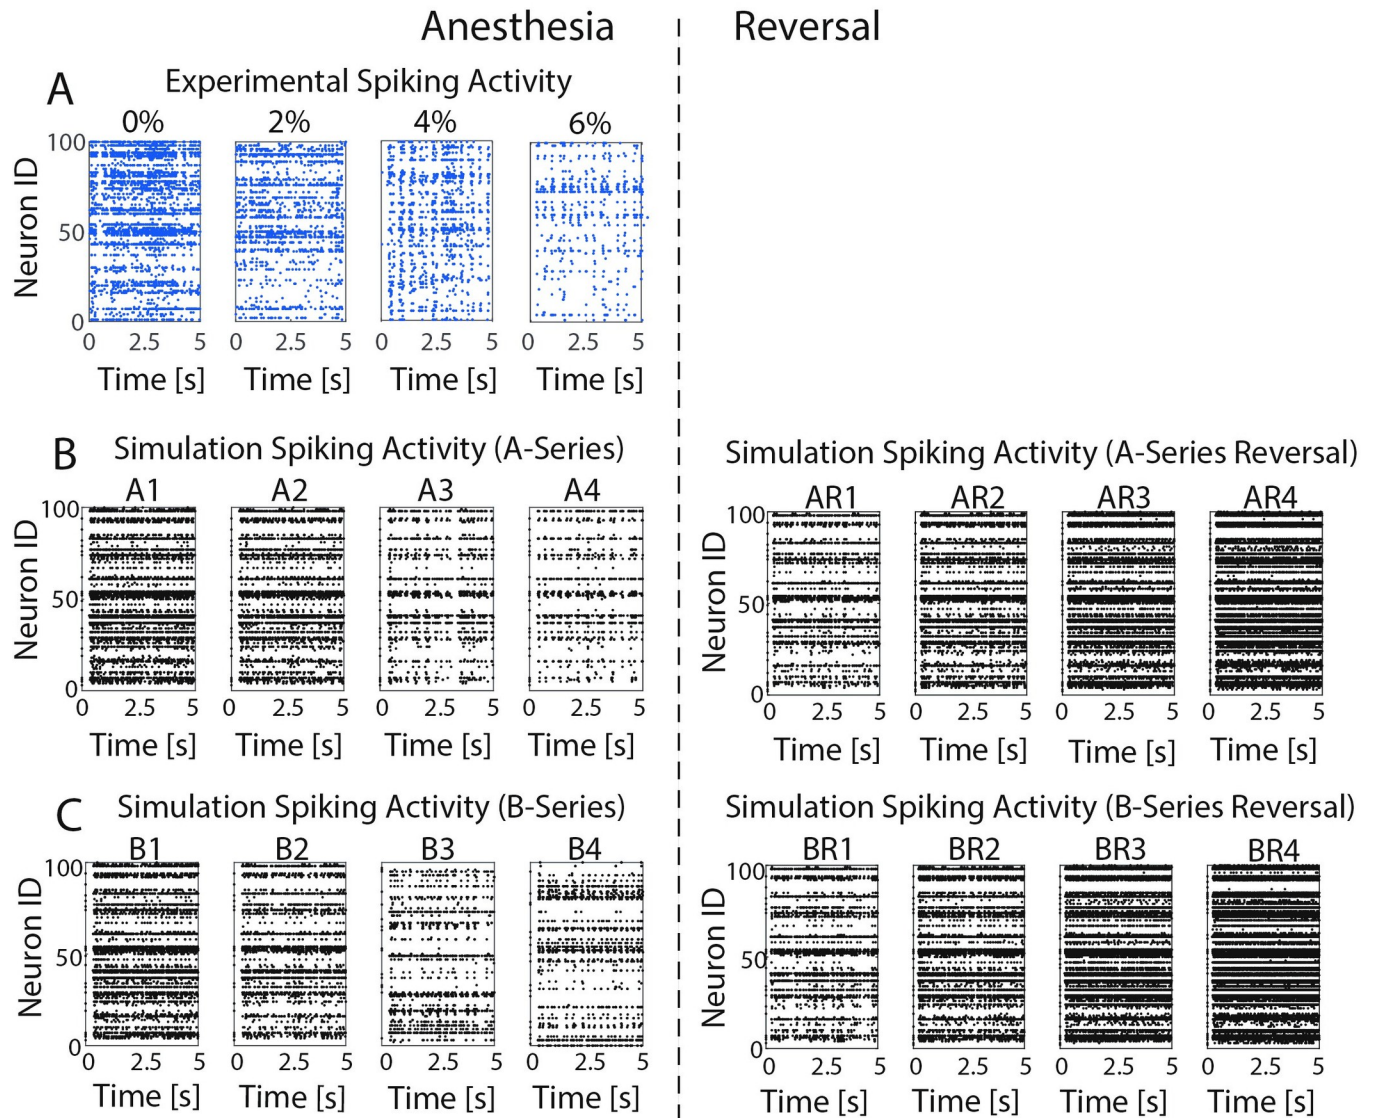 Anesthesia Reversal
A Experimental Spiking Activity
0% 2% 4% 6%
Neuron ID
100
50
0
0 2.5 5 0 2.5 5 0 2.5 5 0 2.5 5
Time [s] Time [s] Time [s] Time [s]
B Simulation Spiking Activity (A-Series)
A1 A2 A3 A4
Neuron ID
100
50
0
0 2.5 5 0 2.5 5 0 2.5 5 0 2.5 5
Time [s] Time [s] Time [s] Time [s]
Simulation Spiking Activity (A-Series Reversal)
AR1 AR2 AR3 AR4
Neuron ID
100
50
0
0 2.5 5 0 2.5 5 0 2.5 5 0 2.5 5
Time [s] Time [s] Time [s] Time [s]
C Simulation Spiking Activity (B-Series)
B1 B2 B3 B4
Neuron ID
100
50
0
0 2.5 5 0 2.5 5 0 2.5 5 0 2.5 5
Time [s] Time [s] Time [s] Time [s]
Simulation Spiking Activity (B-Series Reversal)
BR1 BR2 BR3 BR4
Neuron ID
100
50
0
0 2.5 5 0 2.5 5 0 2.5 5 0 2.5 5
Time [s] Time [s] Time [s] Time [s]